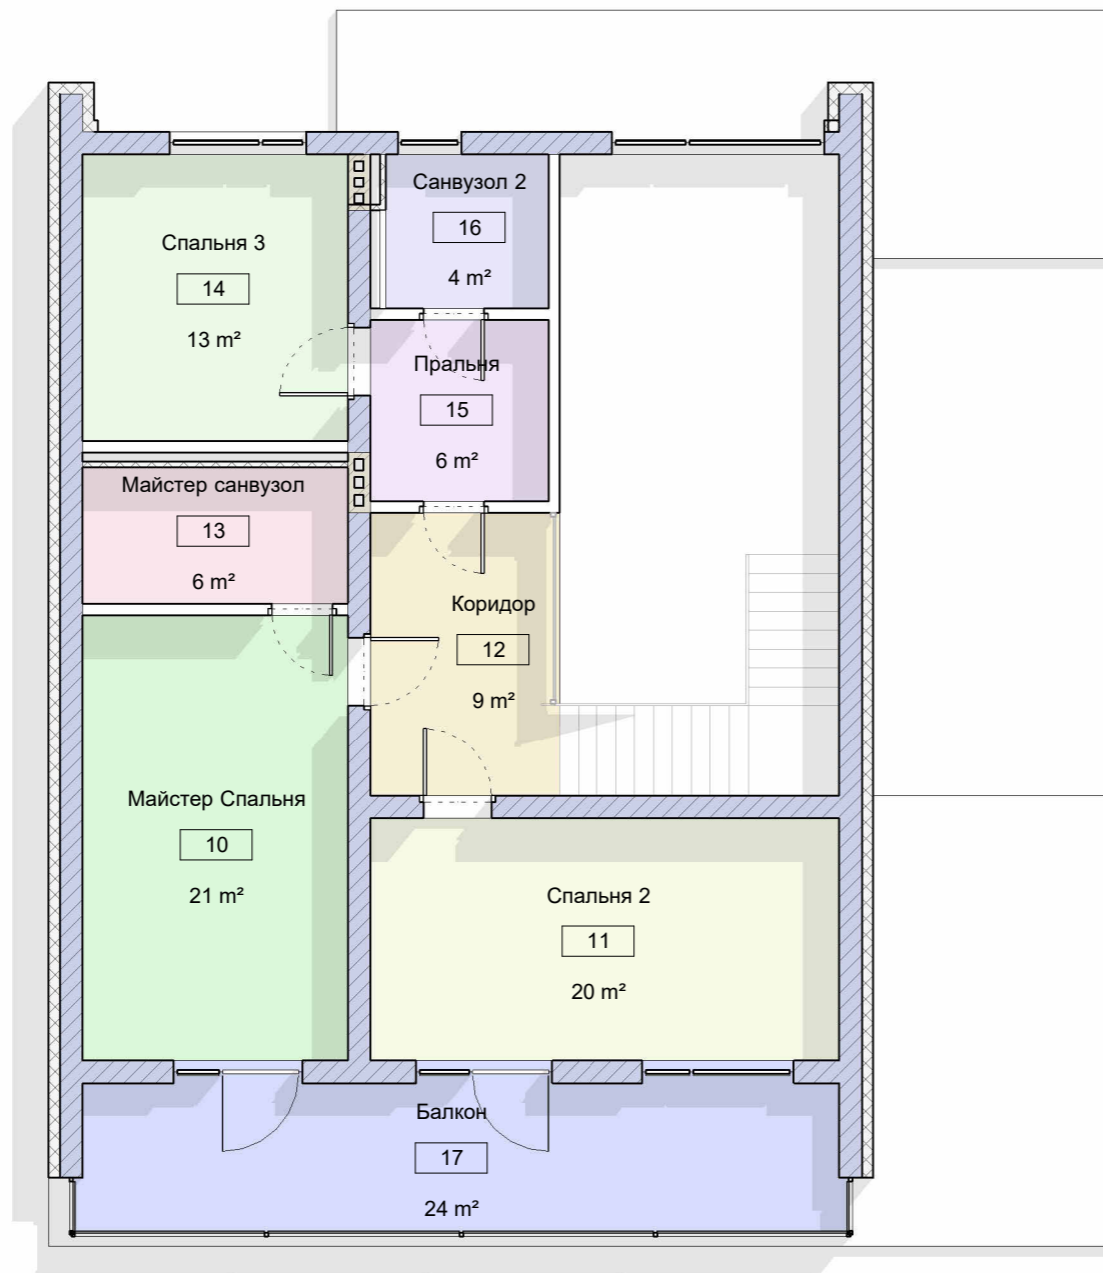 Санвузол 2
16
4 m²
Спальня 3
14
13 m²
Пральня
15
6 m²
Майстер санвузол
13
6 m²
Коридор
12
9 m²
Майстер Спальня
10
21 m²
Спальня 2
11
20 m²
Балкон
17
24 m²